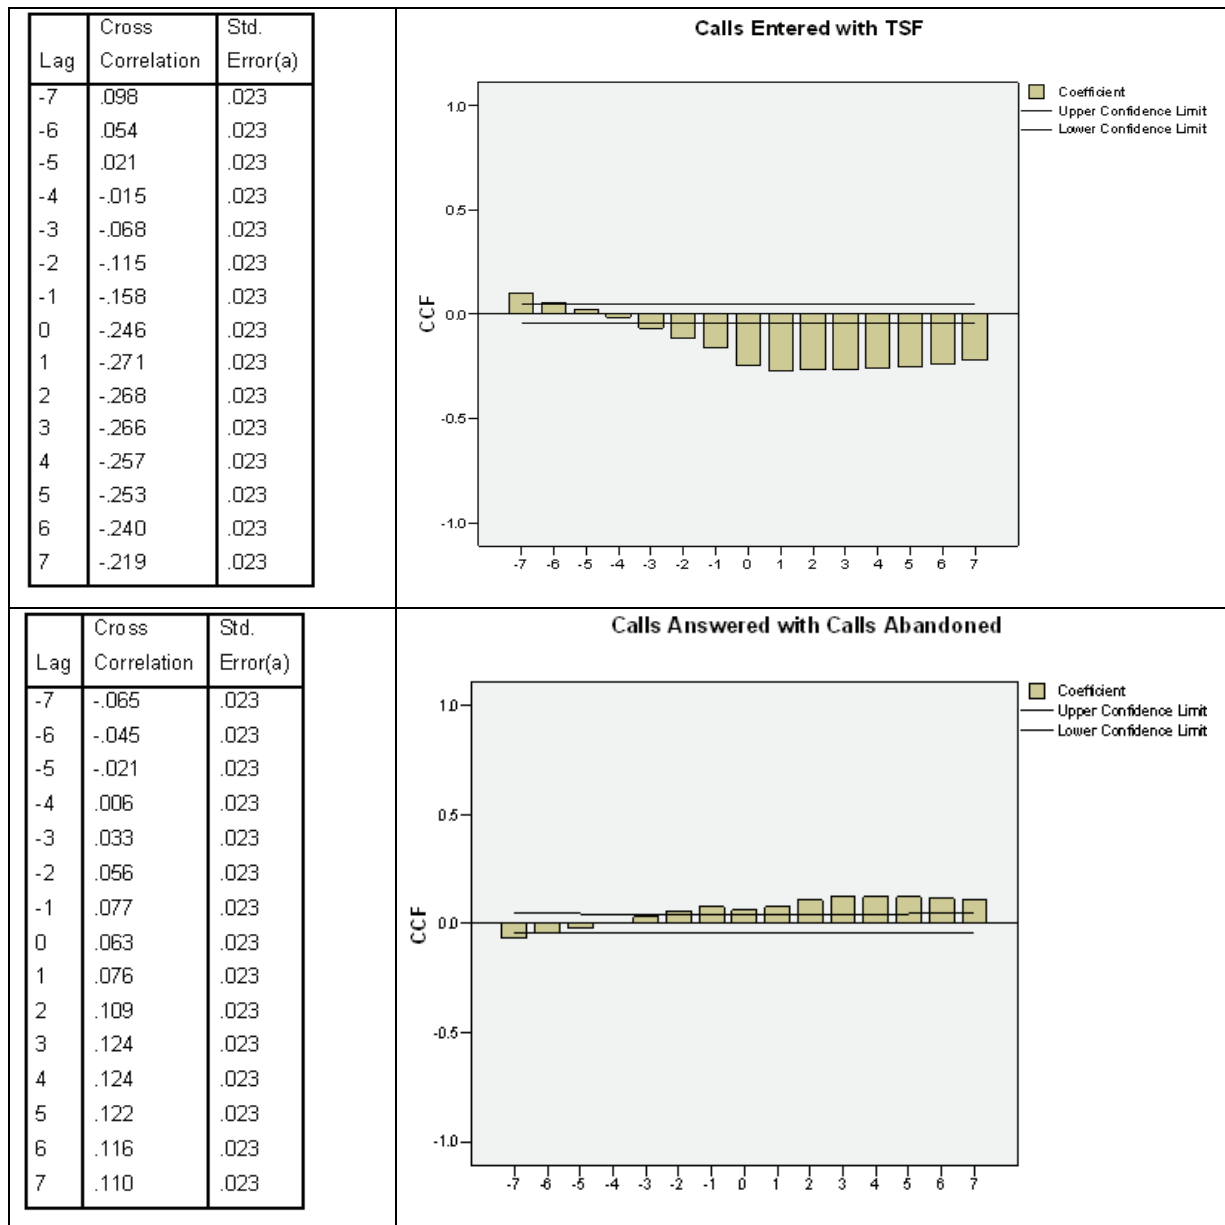 Cross Std.
Lag Correlation Error(a)
-7 .098 .023
-6 .054 .023
-5 .021 .023
-4 -.015 .023
-3 -.068 .023
-2 -.115 .023
-1 -.158 .023
0 -.246 .023
1 -.271 .023
2 -.268 .023
3 -.266 .023
4 -.257 .023
5 -.253 .023
6 -.240 .023
7 -.219 .023
Calls Entered with TSF
Coefficient
Upper Confidence Limit
Lower Confidence Limit
1.0
0.5
0.0
-0.5
-1.0
CCF
-7 -6 -5 -4 -3 -2 -1 0 1 2 3 4 5 6 7
Cross Std.
Lag Correlation Error(a)
-7 -.065 .023
-6 -.045 .023
-5 -.021 .023
-4 .006 .023
-3 .033 .023
-2 .056 .023
-1 .077 .023
0 .063 .023
1 .076 .023
2 .109 .023
3 .124 .023
4 .124 .023
5 .122 .023
6 .116 .023
7 .110 .023
Calls Answered with Calls Abandoned
Coefficient
Upper Confidence Limit
Lower Confidence Limit
1.0
0.5
0.0
-0.5
-1.0
CCF
-7 -6 -5 -4 -3 -2 -1 0 1 2 3 4 5 6 7